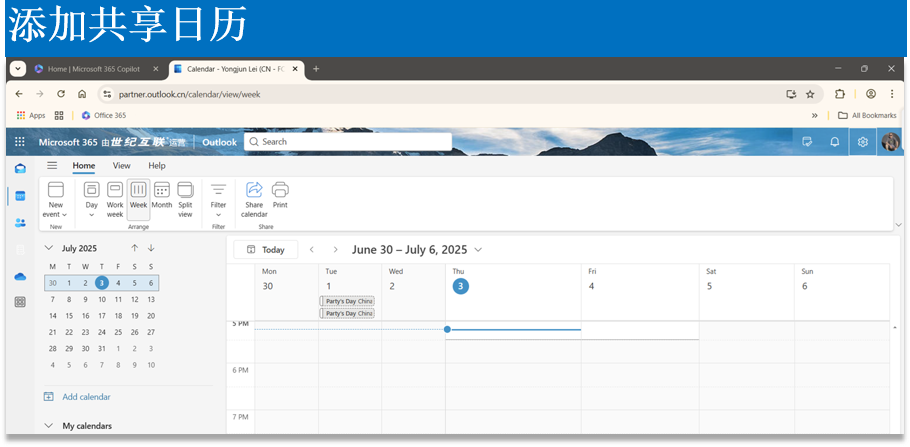 添加共享日历
Home | Microsoft 365 Copilot
Calendar - Yongjun Lei (CN - FC
partner.outlook.cn/calendar/view/week
Apps
Office 365
All Bookmarks
Microsoft 365 由 世纪互联 运营 Outlook Search
Home View Help
New event
Day
Work week
Week
Month
Split view
Filter
Share calendar
Print
New Arrange Filter Share
July 2025
M T W T F S S
30 1 2 3 4 5 6
7 8 9 10 11 12 13
14 15 16 17 18 19 20
21 22 23 24 25 26 27
28 29 30 31 1 2 3
4 5 6 7 8 9 10
Add calendar
My calendars
Today June 30 – July 6, 2025
Mon Tue Wed Thu Fri Sat Sun
30 1 2 3 4 5 6
Party's Day China
Party's Day China
5 PM
6 PM
7 PM